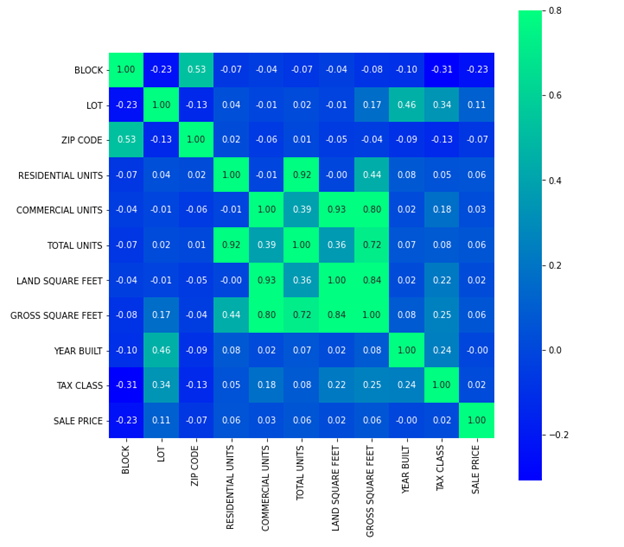 0.8
BLOCK 1.00 -0.23 0.53 -0.07 -0.04 -0.07 -0.04 -0.08 -0.10 -0.31 -0.23
LOT -0.23 1.00 -0.13 0.04 -0.01 0.02 -0.01 0.17 0.46 0.34 0.11
0.6
ZIP CODE 0.53 -0.13 1.00 0.02 -0.06 0.01 -0.05 -0.04 -0.09 -0.13 -0.07
RESIDENTIAL UNITS -0.07 0.04 0.02 1.00 -0.01 0.92 -0.00 0.44 0.08 0.05 0.06
0.4
COMMERCIAL UNITS -0.04 -0.01 -0.06 -0.01 1.00 0.39 0.93 0.80 0.02 0.18 0.03
TOTAL UNITS -0.07 0.02 0.01 0.92 0.39 1.00 0.36 0.72 0.07 0.08 0.06
0.2
LAND SQUARE FEET -0.04 -0.01 -0.05 -0.00 0.93 0.36 1.00 0.84 0.02 0.22 0.02
GROSS SQUARE FEET -0.08 0.17 -0.04 0.44 0.80 0.72 0.84 1.00 0.08 0.25 0.06
YEAR BUILT -0.10 0.46 -0.09 0.08 0.02 0.07 0.02 0.08 1.00 0.24 -0.00
0.0
TAX CLASS -0.31 0.34 -0.13 0.05 0.18 0.08 0.22 0.25 0.24 1.00 0.02
SALE PRICE -0.23 0.11 -0.07 0.06 0.03 0.06 0.02 0.06 -0.00 0.02 1.00
−0.2
BLOCK
LOT
ZIP CODE
RESIDENTIAL UNITS
COMMERCIAL UNITS
TOTAL UNITS
LAND SQUARE FEET
GROSS SQUARE FEET
YEAR BUILT
TAX CLASS
SALE PRICE